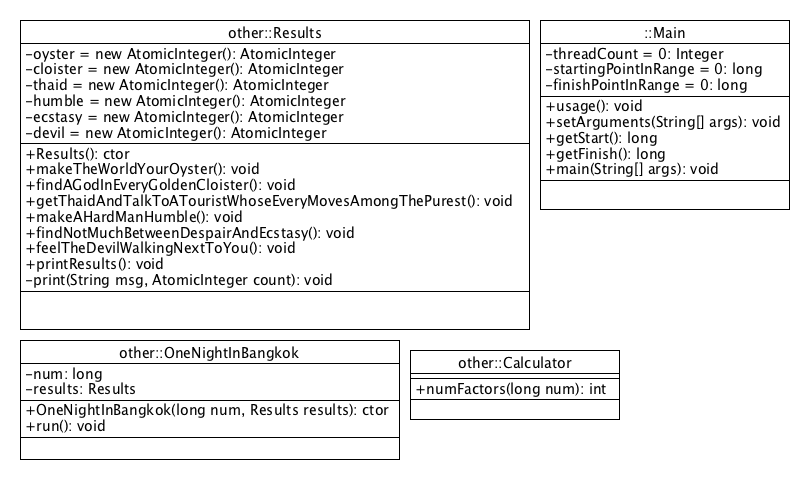 other::Results
-oyster = new AtomicInteger(): AtomicInteger
-cloister = new AtomicInteger(): AtomicInteger
-thaid = new AtomicInteger(): AtomicInteger
-humble = new AtomicInteger(): AtomicInteger
-ecstasy = new AtomicInteger(): AtomicInteger
-devil = new AtomicInteger(): AtomicInteger
+Results(): ctor
+makeTheWorldYourOyster(): void
+findAGodInEveryGoldenCloister(): void
+getThaidAndTalkToATouristWhoseEveryMovesAmongThePurest(): void
+makeAHardManHumble(): void
+findNotMuchBetweenDespairAndEcstasy(): void
+feelTheDevilWalkingNextToYou(): void
+printResults(): void
-print(String msg, AtomicInteger count): void
::Main
-threadCount = 0: Integer
-startingPointInRange = 0: long
-finishPointInRange = 0: long
+usage(): void
+setArguments(String[] args): void
+getStart(): long
+getFinish(): long
+main(String[] args): void
other::OneNightInBangkok
-num: long
-results: Results
+OneNightInBangkok(long num, Results results): ctor
+run(): void
other::Calculator
+numFactors(long num): int